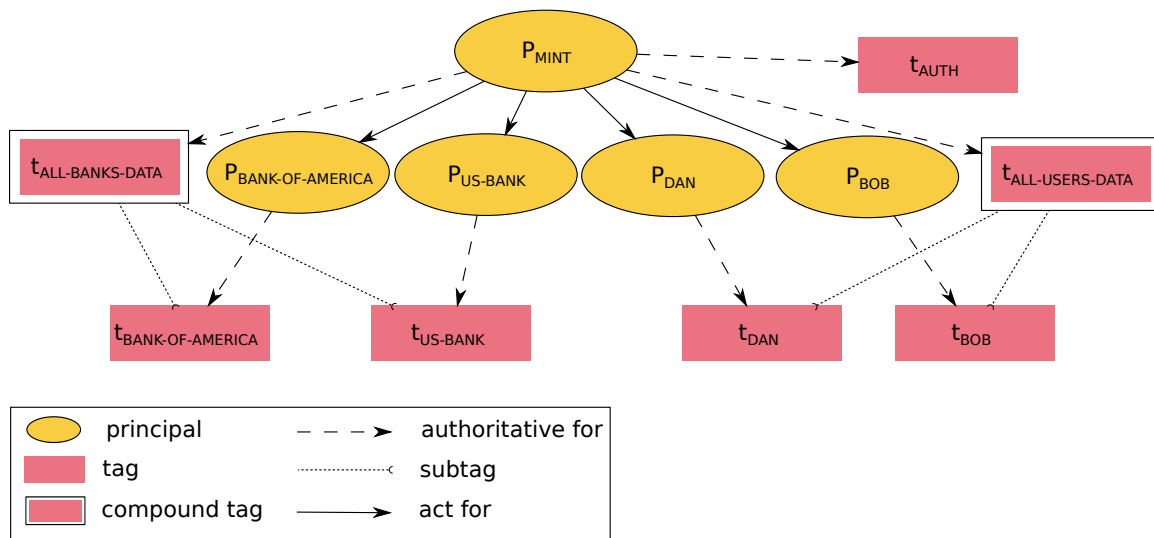 P_MINT
t_AUTH
t_ALL-BANKS-DATA
P_BANK-OF-AMERICA
P_US-BANK
P_DAN
P_BOB
t_ALL-USERS-DATA
t_BANK-OF-AMERICA
t_US-BANK
t_DAN
t_BOB
principal
authoritative for
tag
subtag
compound tag
act for